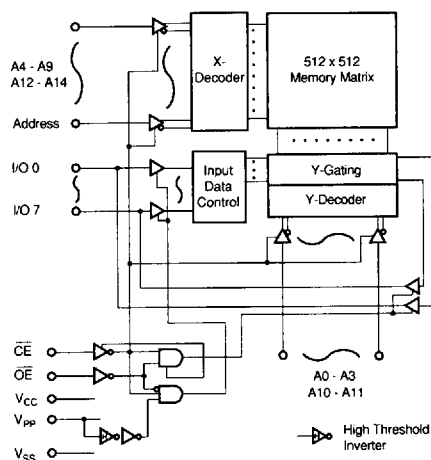 A4 - A9
A12 - A14
Address
I/O 0
I/O 7
X-
Decoder
512 x 512
Memory Matrix
Input
Data
Control
Y-Gating
Y-Decoder
CE
OE
VCC
VPP
VSS
A0 - A3
A10 - A11
High Threshold
Inverter